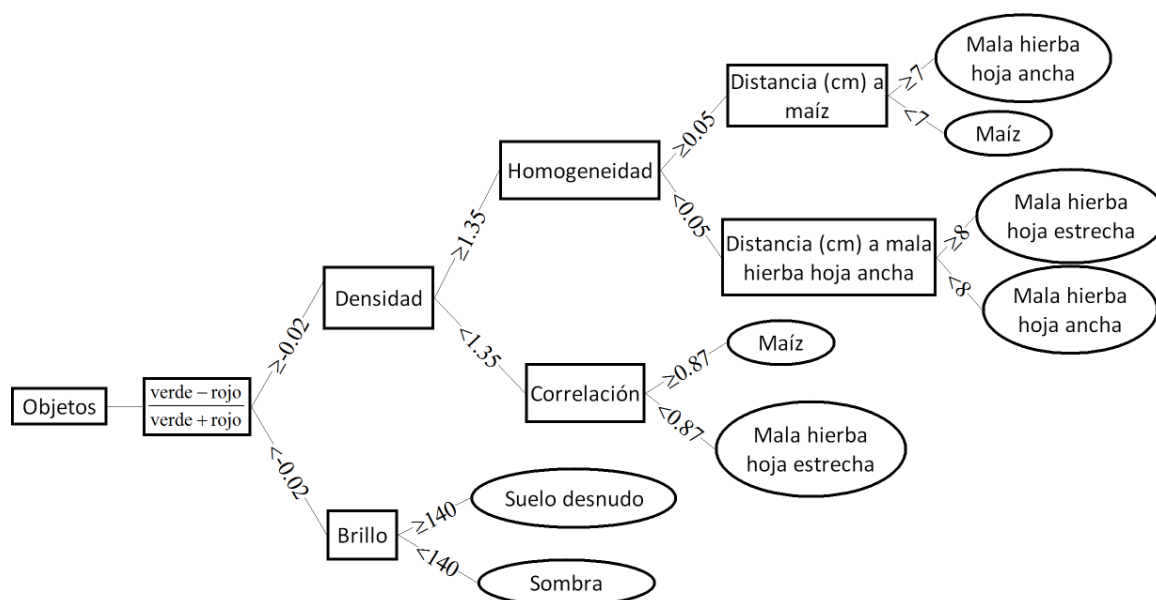 Objetos
verde – rojo
verde + rojo
≥-0.02
<-0.02
Densidad
≥1.35
<1.35
Homogeneidad
≥0.05
<0.05
Distancia (cm) a
maíz
≥7
<7
Mala hierba
hoja ancha
Maíz
Distancia (cm) a mala
hierba hoja ancha
≥8
<8
Mala hierba
hoja estrecha
Mala hierba
hoja ancha
Correlación
≥0.87
<0.87
Maíz
Mala hierba
hoja estrecha
Brillo
≥140
<140
Suelo desnudo
Sombra